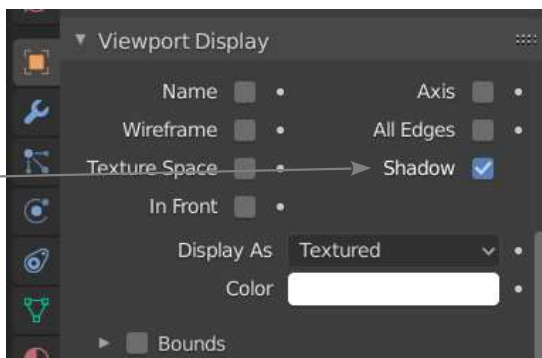 Viewport Display
Name Axis
Wireframe All Edges
Texture Space Shadow
In Front
Display As Textured
Color
Bounds